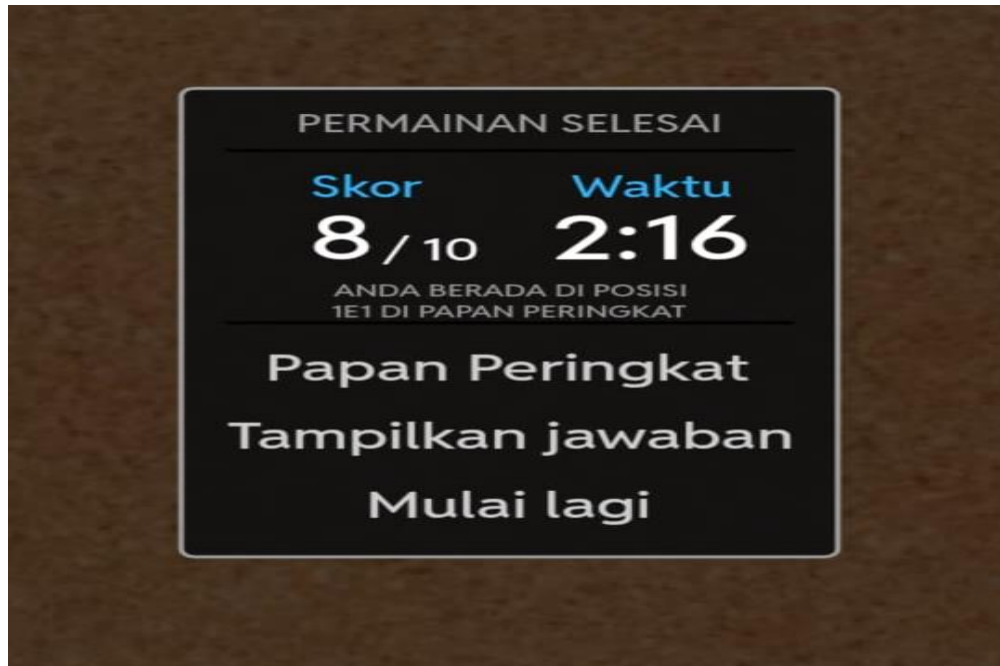 PERMAINAN SELESAI
Skor Waktu
8 / 10 2:16
ANDA BERADA DI POSISI
1E1 DI PAPAN PERINGKAT
Papan Peringkat
Tampilkan jawaban
Mulai lagi